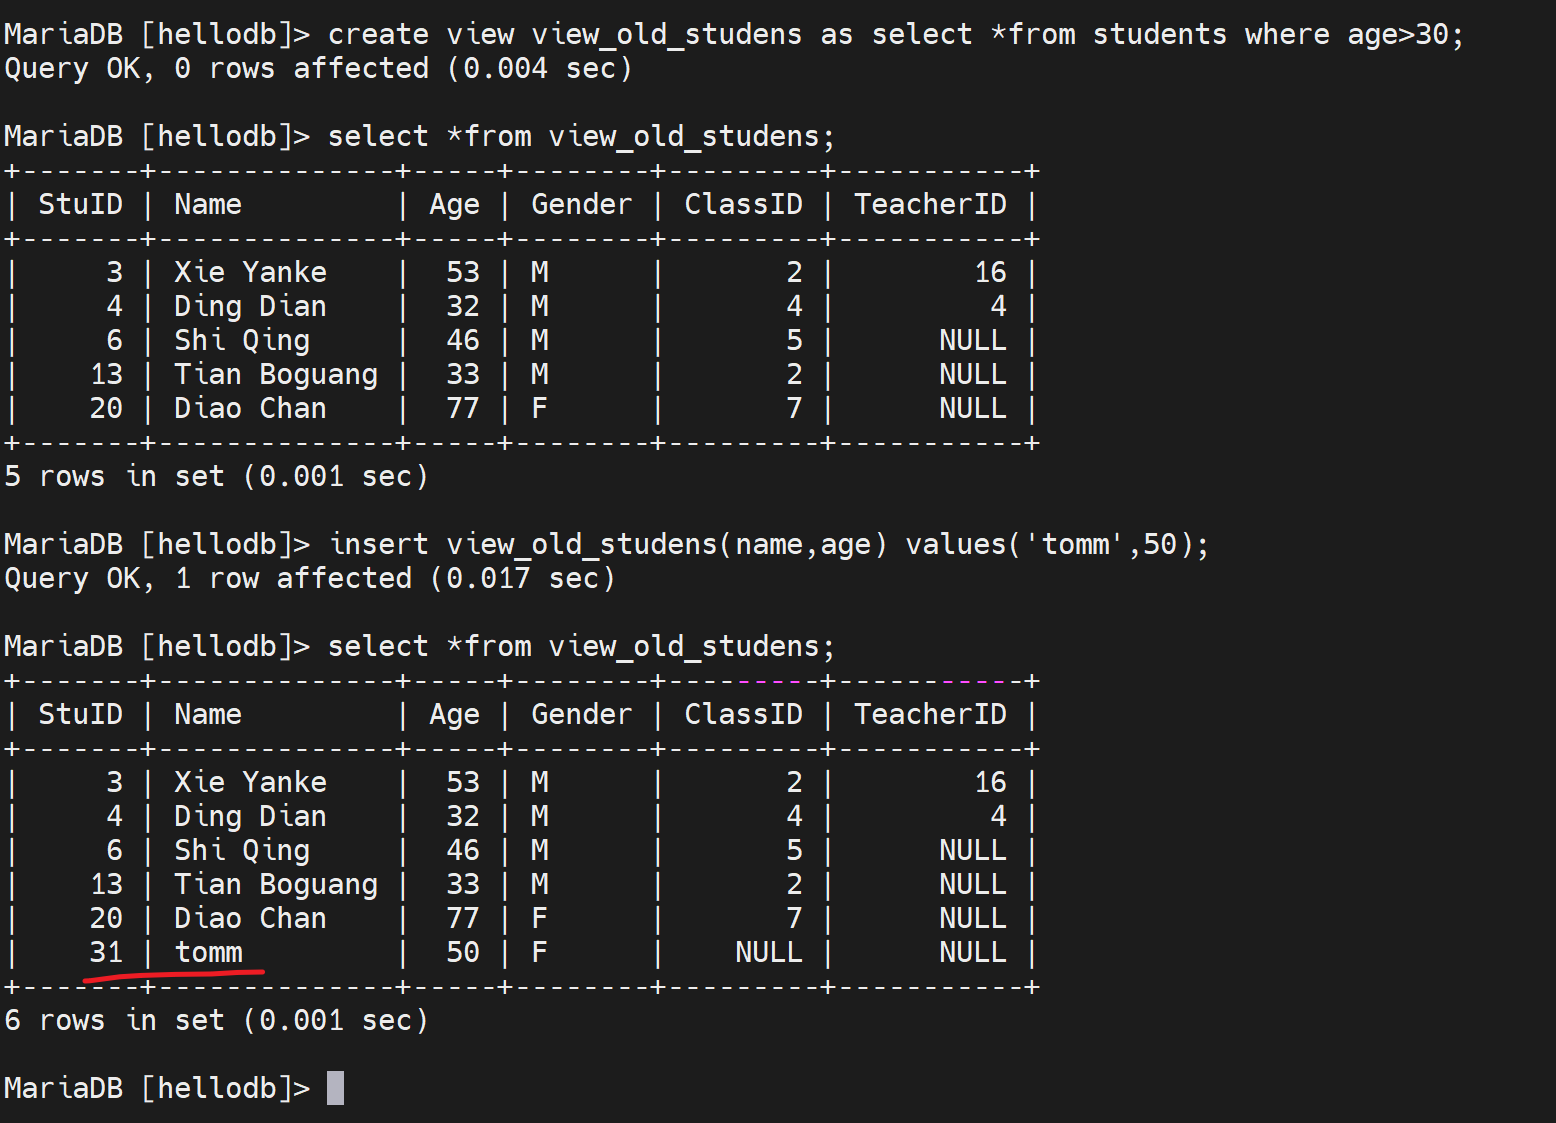 MariaDB [hellodb]> create view view_old_studens as select *from students where age>30;
Query OK, 0 rows affected (0.004 sec)
MariaDB [hellodb]> select *from view_old_studens;
+-------+--------------+-----+--------+---------+-----------+
| StuID | Name         | Age | Gender | ClassID | TeacherID |
+-------+--------------+-----+--------+---------+-----------+
|     3 | Xie Yanke    |  53 | M      |       2 |        16 |
|     4 | Ding Dian    |  32 | M      |       4 |         4 |
|     6 | Shi Qing     |  46 | M      |       5 |      NULL |
|    13 | Tian Boguang |  33 | M      |       2 |      NULL |
|    20 | Diao Chan    |  77 | F      |       7 |      NULL |
+-------+--------------+-----+--------+---------+-----------+
5 rows in set (0.001 sec)
MariaDB [hellodb]> insert view_old_studens(name,age) values('tomm',50);
Query OK, 1 row affected (0.017 sec)
MariaDB [hellodb]> select *from view_old_studens;
+-------+--------------+-----+--------+---------+-----------+
| StuID | Name         | Age | Gender | ClassID | TeacherID |
+-------+--------------+-----+--------+---------+-----------+
|     3 | Xie Yanke    |  53 | M      |       2 |        16 |
|     4 | Ding Dian    |  32 | M      |       4 |         4 |
|     6 | Shi Qing     |  46 | M      |       5 |      NULL |
|    13 | Tian Boguang |  33 | M      |       2 |      NULL |
|    20 | Diao Chan    |  77 | F      |       7 |      NULL |
|    31 | tomm         |  50 | F      |    NULL |      NULL |
+-------+--------------+-----+--------+---------+-----------+
6 rows in set (0.001 sec)
MariaDB [hellodb]>